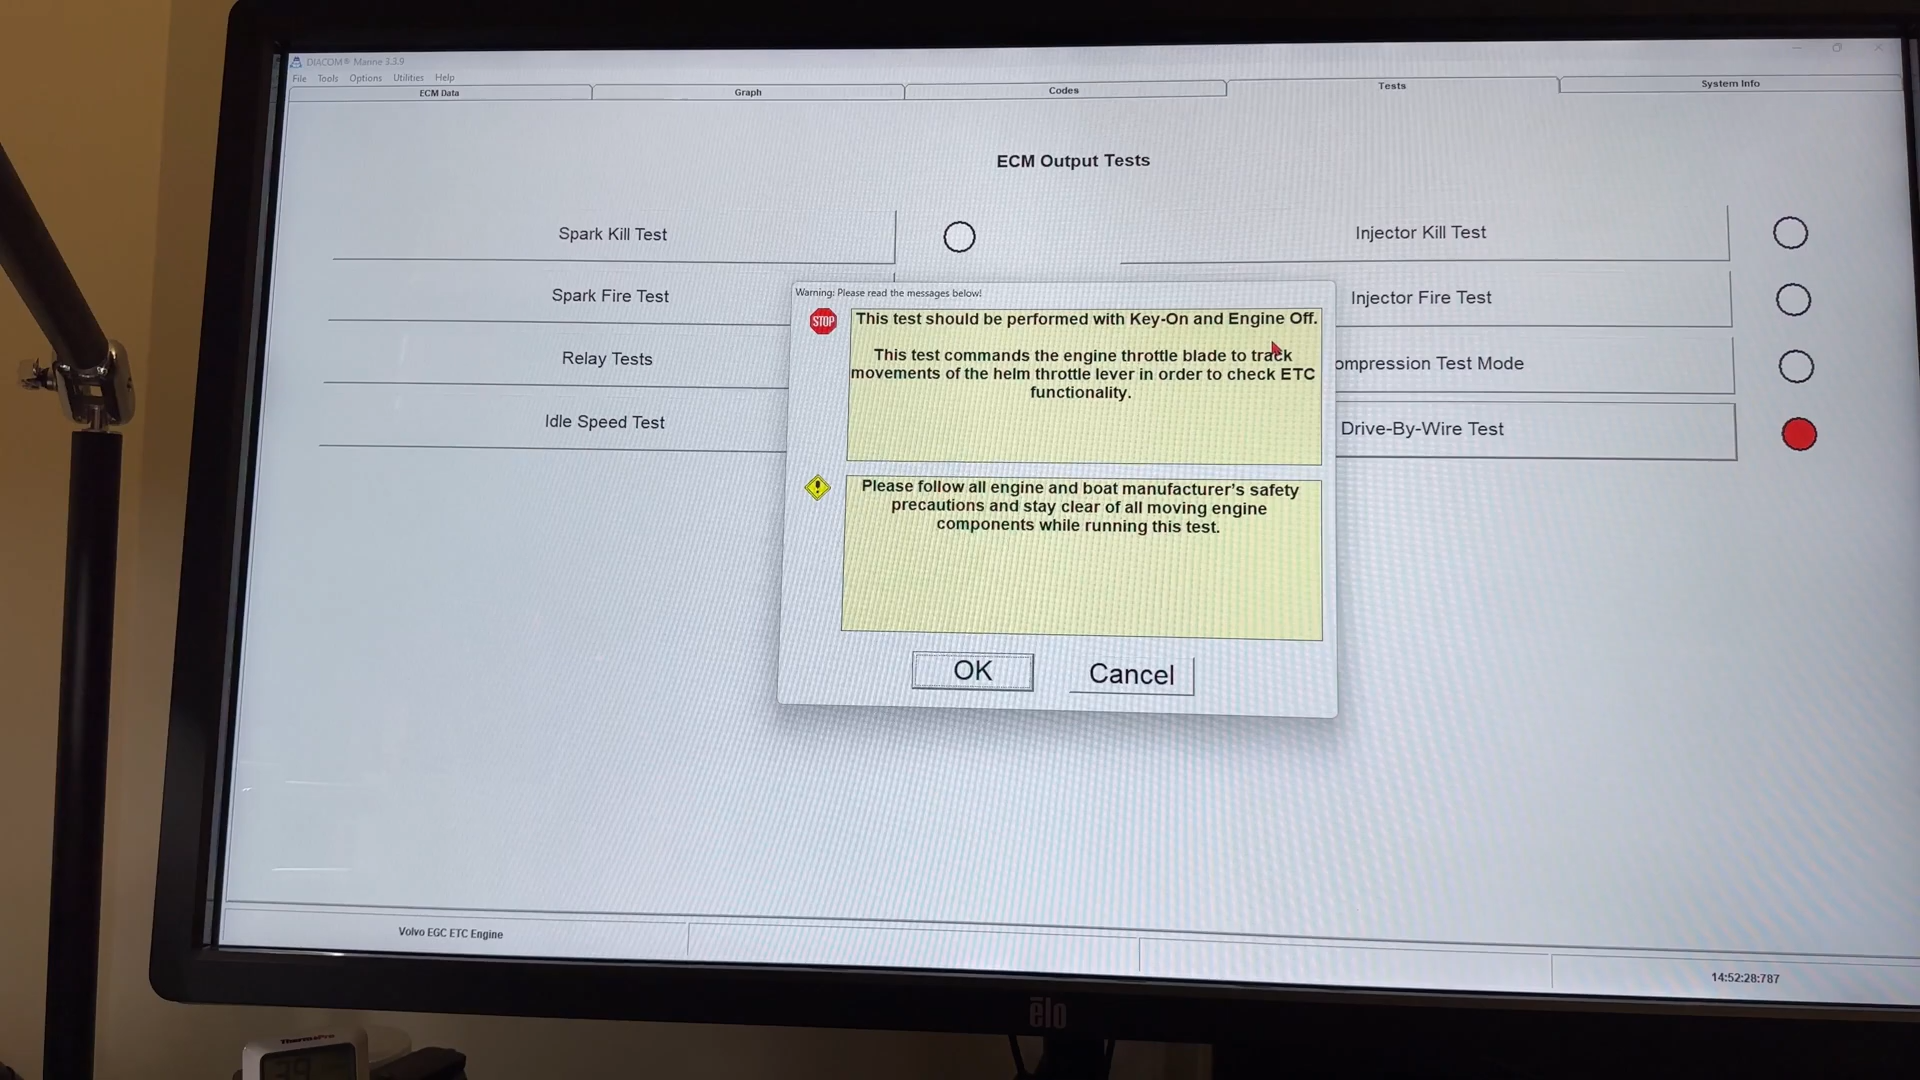 DIACOM® Marine 3.3.9
File Tools Options Utilities Help
ECM Data Graph Codes Tests System Info
ECM Output Tests
Spark Kill Test
Injector Kill Test
Spark Fire Test
Injector Fire Test
Relay Tests
ompression Test Mode
Idle Speed Test
Drive-By-Wire Test
Warning: Please read the messages below!
STOP
This test should be performed with Key-On and Engine Off.
This test commands the engine throttle blade to track
movements of the helm throttle lever in order to check ETC
functionality.
Please follow all engine and boat manufacturer's safety
precautions and stay clear of all moving engine
components while running this test.
OK Cancel
Volvo EGC ETC Engine
14:52:28:787
elo
ThermoPro
39